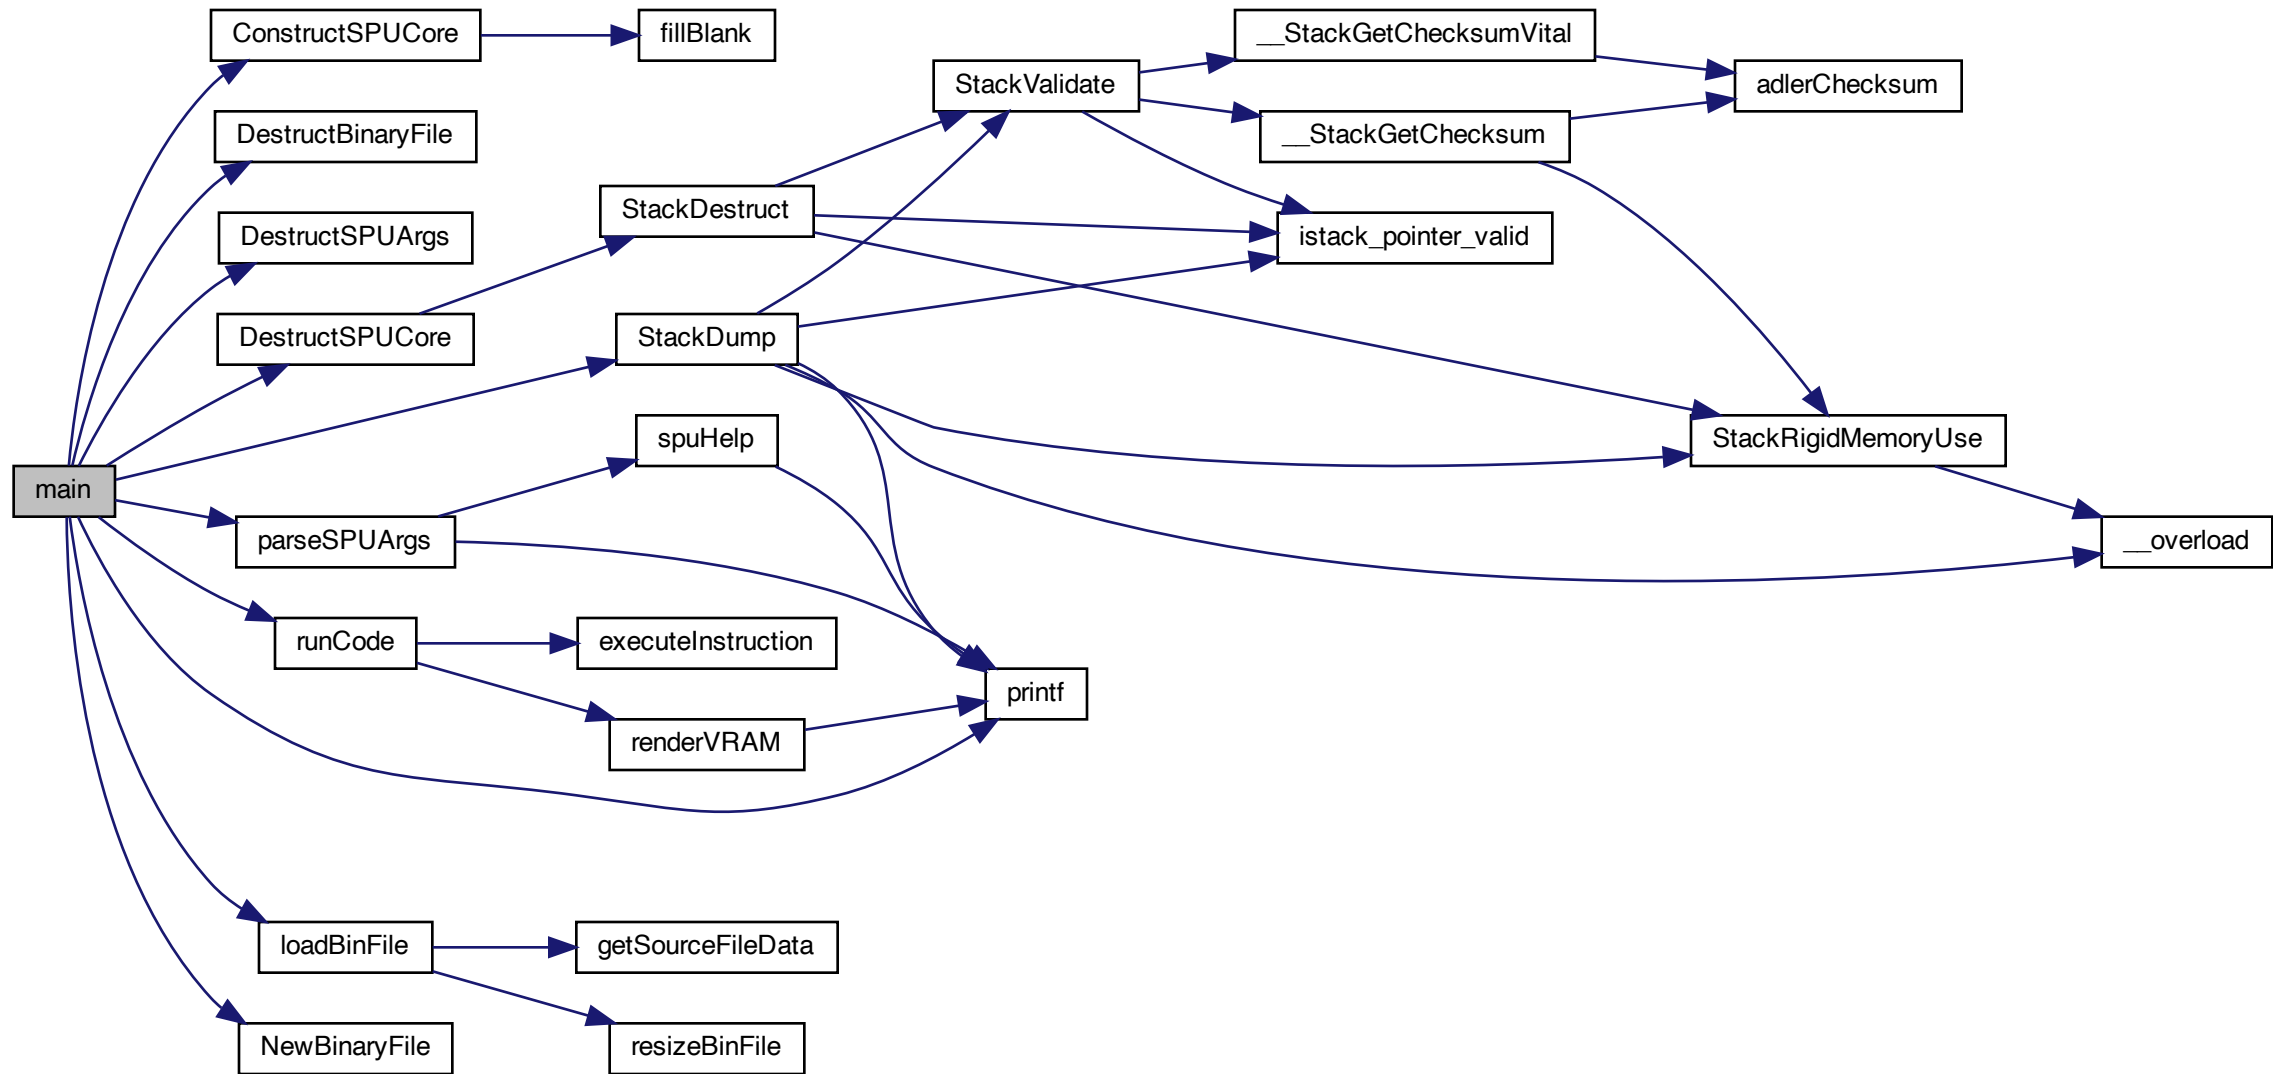 ConstructSPUCore
fillBlank
__StackGetChecksumVital
StackValidate
adlerChecksum
DestructBinaryFile
__StackGetChecksum
StackDestruct
DestructSPUArgs
istack_pointer_valid
DestructSPUCore
StackDump
spuHelp
StackRigidMemoryUse
main
parseSPUArgs
__overload
runCode
executeInstruction
printf
renderVRAM
loadBinFile
getSourceFileData
NewBinaryFile
resizeBinFile